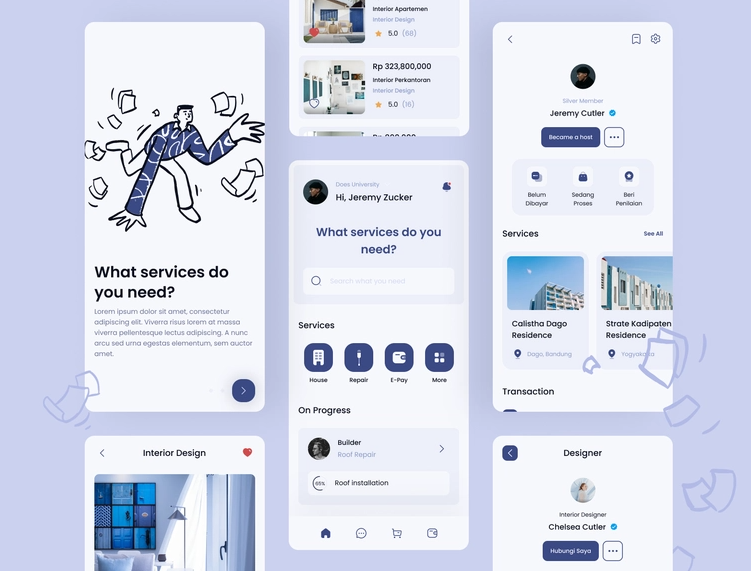 What services do
you need?
Lorem ipsum dolor sit amet, consectetur
adipiscing elit. Viverra risus lorem at massa
viverra pellentesque lectus adipiscing. A nunc
arcu sed urna egestas elementum, sem auctor
amet.
Interior Design
Interior Apartemen
Interior Design
5.0 (68)
Rp 323,800,000
Interior Perkantoran
Interior Design
5.0 (16)
Does University
Hi, Jeremy Zucker
What services do you
need?
Search what you need
Services
House
Repair
E-Pay
More
On Progress
Builder
Roof Repair
65%
Roof installation
Silver Member
Jeremy Cutler
Became a host
Belum
Dibayar
Sedang
Proses
Beri
Penilaian
Services
See All
Calistha Dago
Residence
Dago, Bandung
Strate Kadipaten
Residence
Yogyakarta
Transaction
Designer
Interior Designer
Chelsea Cutler
Hubungi Saya